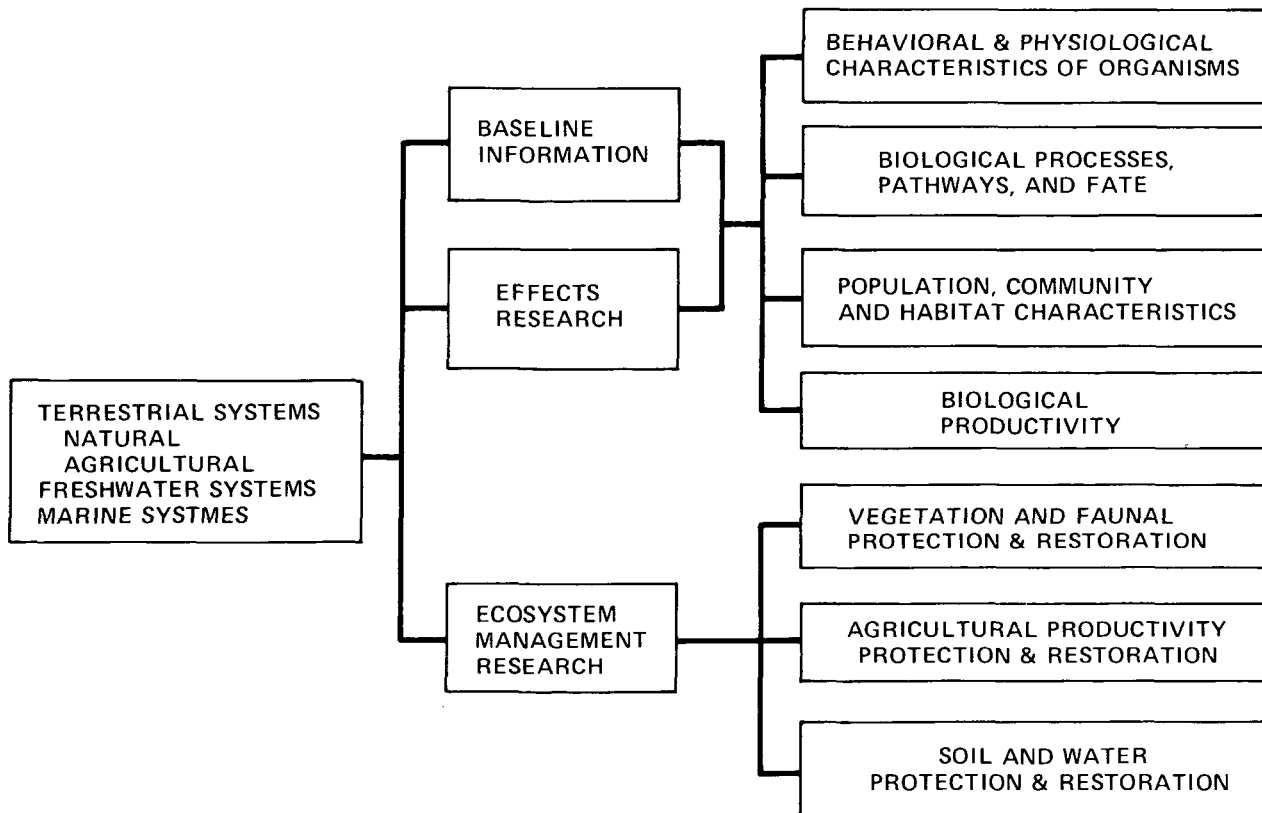 TERRESTRIAL SYSTEMS
NATURAL
AGRICULTURAL
FRESHWATER SYSTEMS
MARINE SYSTMES
BASELINE
INFORMATION
EFFECTS
RESEARCH
ECOSYSTEM
MANAGEMENT
RESEARCH
BEHAVIORAL & PHYSIOLOGICAL
CHARACTERISTICS OF ORGANISMS
BIOLOGICAL PROCESSES,
PATHWAYS, AND FATE
POPULATION, COMMUNITY
AND HABITAT CHARACTERISTICS
BIOLOGICAL
PRODUCTIVITY
VEGETATION AND FAUNAL
PROTECTION & RESTORATION
AGRICULTURAL PRODUCTIVITY
PROTECTION & RESTORATION
SOIL AND WATER
PROTECTION & RESTORATION